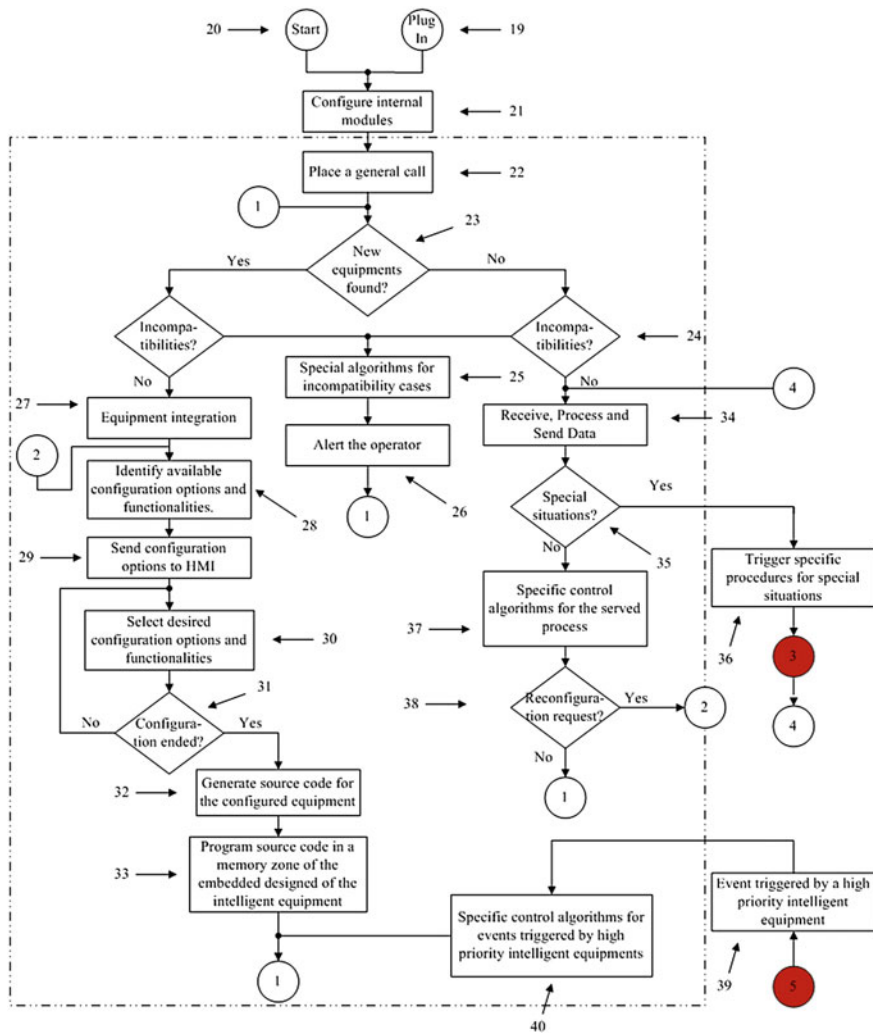 20
Start
Plug
In
19
Configure internal
modules
21
Place a general call
22
1
23
New
equipments
found?
Yes
No
Incompa-
tibilities?
Incompa-
tibilities?
24
Special algorithms for
incompatibility cases
25
No
No
4
27
Equipment integration
Receive, Process and
Send Data
34
2
Alert the operator
26
1
Identify available
configuration options and
functionalities.
28
Special
situations?
Yes
No
35
29
Send configuration
options to HMI
Trigger specific
procedures for special
situations
36
Specific control
algorithms for the served
process
37
Select desired
configuration options and
functionalities
30
3
31
38
Reconfigu-
ration request?
Yes
2
4
No
Configura-
tion ended?
No
Yes
1
32
Generate source code for
the configured equipment
33
Program source code in a
memory zone of the
embedded designed of the
intelligent equipment
Event triggered by a high
priority intelligent
equipment
39
Specific control algorithms for
events triggered by high
priority intelligent equipments
40
1
5